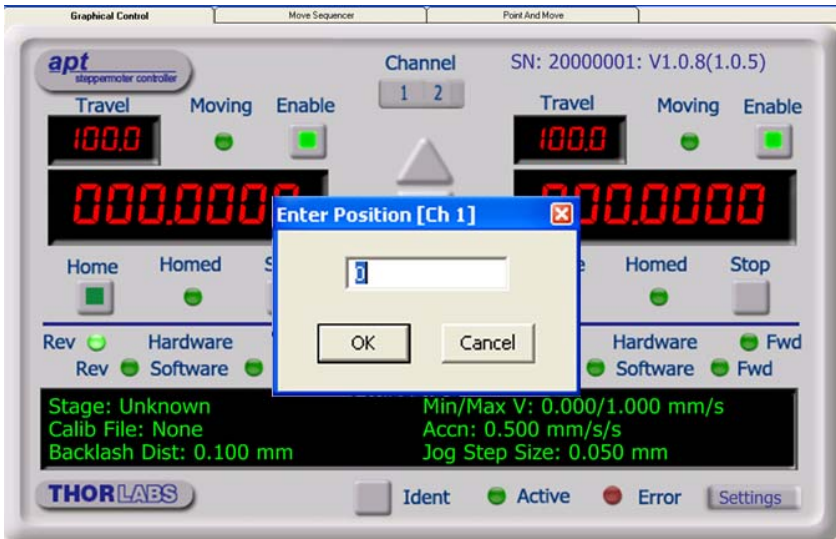 Graphical Control Move Sequencer Point And Move
apt
steppermoter controller
Channel
SN: 20000001: V1.0.8(1.0.5)
1 2
Travel Moving Enable Travel Moving Enable
100.0 100.0
000.0000
Enter Position [Ch 1]
0
OK Cancel
Home Homed Homed Stop
Rev Hardware Hardware Fwd
Rev Software Software Fwd
Stage: Unknown Min/Max V: 0.000/1.000 mm/s
Calib File: None Accn: 0.500 mm/s/s
Backlash Dist: 0.100 mm Jog Step Size: 0.050 mm
THORLABS Ident Active Error Settings